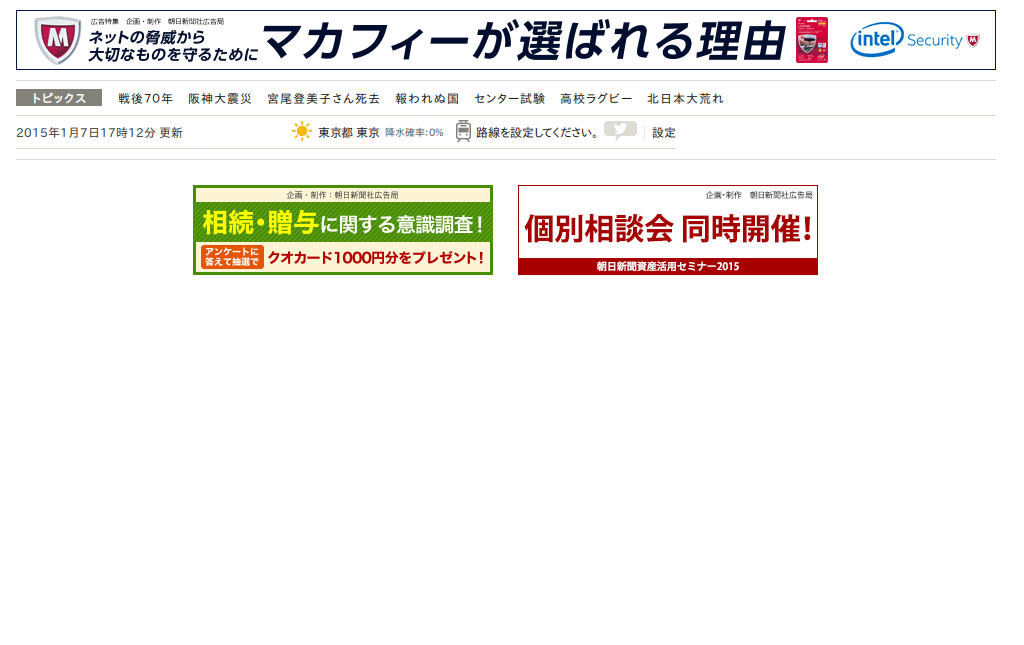 広告特集 企画・制作 朝日新聞社広告局
ネットの脅威から
大切なものを守るために
マカフィーが選ばれる理由
intel Security
トピックス 戦後70年 阪神大震災 宮尾登美子さん死去 報われぬ国 センター試験 高校ラグビー 北日本大荒れ
2015年1月7日17時12分 更新 東京都 東京 降水確率:0% 路線を設定してください。 設定
企画・制作:朝日新聞社広告局
相続・贈与に関する意識調査!
アンケートに
答えて抽選で
クオカード1000円分をプレゼント!
企画・制作 朝日新聞社広告局
個別相談会 同時開催!
朝日新聞資産活用セミナー2015